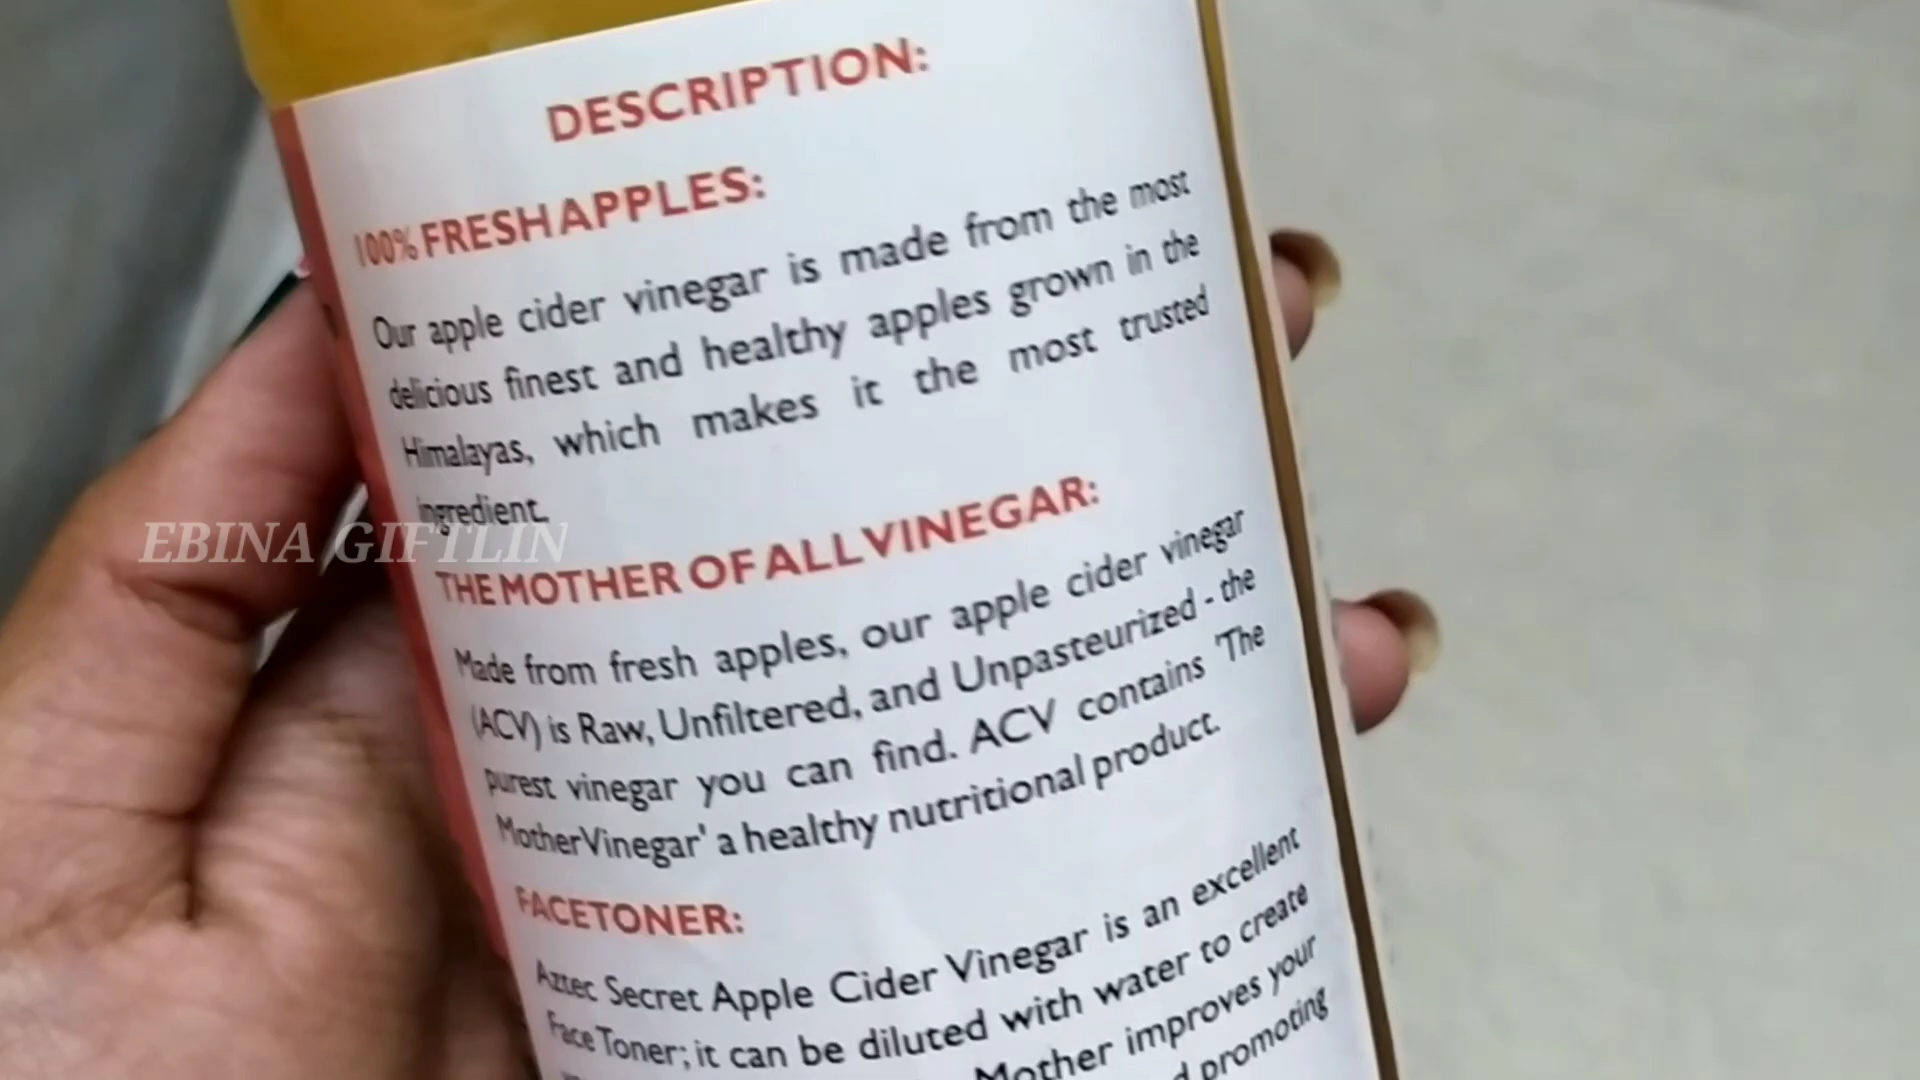 DESCRIPTION:
100% FRESH APPLES:
Our apple cider vinegar is made from the most
delicious finest and healthy apples grown in the
Himalayas, which makes it the most trusted
ingredient.
EBINA GIFTLIN
THE MOTHER OF ALL VINEGAR:
Made from fresh apples, our apple cider vinegar
(ACV) is Raw, Unfiltered, and Unpasteurized - the
purest vinegar you can find. ACV contains 'The
Mother Vinegar' a healthy nutritional product.
FACE TONER:
Aztec Secret Apple Cider Vinegar is an excellent
Face Toner; it can be diluted with water to create
Mother improves your
promoting